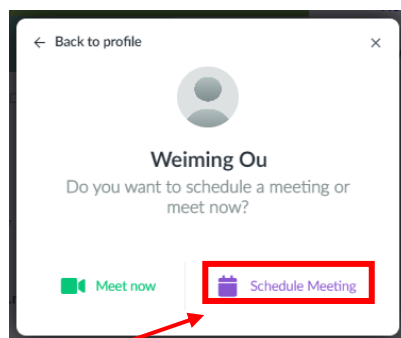 ← Back to profile ×
Weiming Ou
Do you want to schedule a meeting or
meet now?
Meet now Schedule Meeting